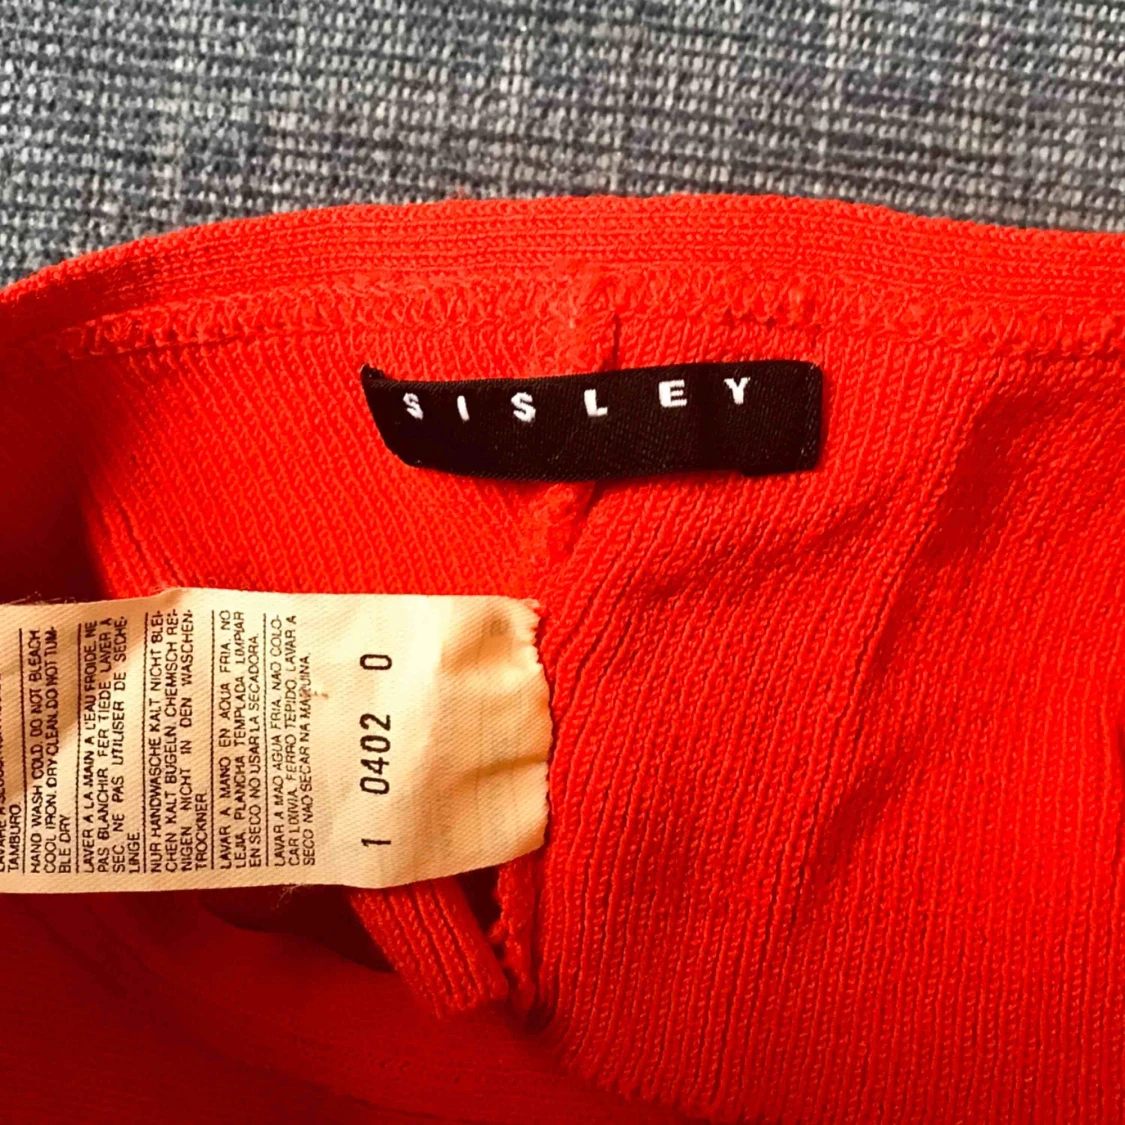 SISLEY
TAMBURO
HAND WASH COLD. DO NOT BLEACH
COOL IRON. DRY CLEAN. DO NOT TUM-
BLE DRY
LAVER A LA MAIN A L'EAU FROIDE. NE
PAS BLANCHIR. FER TIEDE. LAVER À
SEC. NE PAS UTILISER DE SECHE-
LINGE.
NUR HANDWASCHE KALT NICHT BLEI-
CHEN KALT BUGELN. CHEMISCH REI-
NIGEN. NICHT IN DEN WASCHEN-
TROCKNER
LAVAR A MANO EN AQUA FRIA. NO
LEJIA, PLANCHA TEMPLADA. LIMPIAR
EN SECO. NO USAR LA SECADORA.
LAVAR A MAO AGUA FRIA. NAO COLO-
CAR LIXIVIA. FERRO TEPIDO. LAVAR A
SECO NAO SECAR NA MAQUINA.
1 0402 0